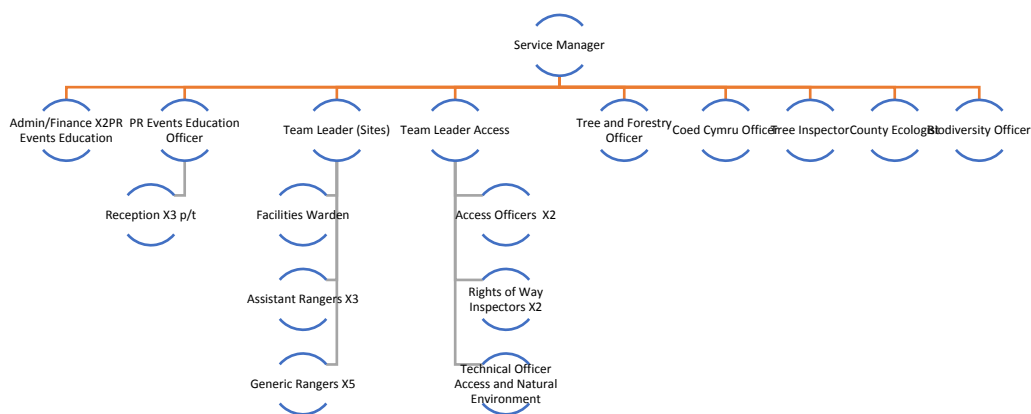 Service Manager
Admin/Finance X2PR
Events Education
PR Events Education
Officer
Team Leader (Sites)
Team Leader Access
Tree and Forestry
Officer
Coed Cymru Officer
Tree Inspector
County Ecologist
Biodiversity Officer
Reception X3 p/t
Facilities Warden
Access Officers X2
Assistant Rangers X3
Rights of Way
Inspectors X2
Generic Rangers X5
Technical Officer
Access and Natural
Environment